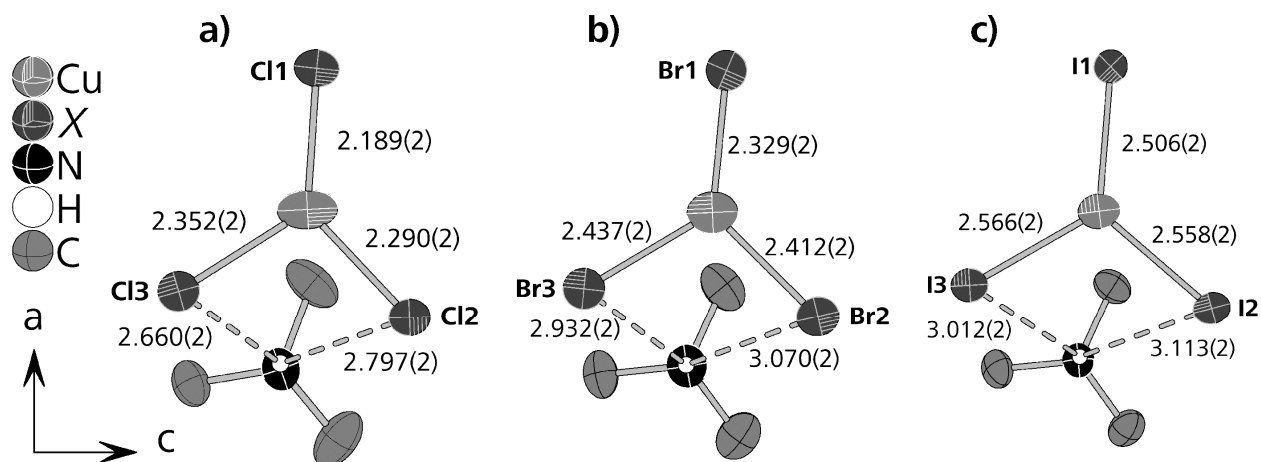 a)
b)
c)
Cu
X
N
H
C
a
C
Cl1
2.189(2)
2.352(2)
2.290(2)
Cl3
Cl2
2.660(2)
2.797(2)
Br1
2.329(2)
2.437(2)
2.412(2)
Br3
Br2
2.932(2)
3.070(2)
I1
2.506(2)
2.566(2)
2.558(2)
I3
I2
3.012(2)
3.113(2)